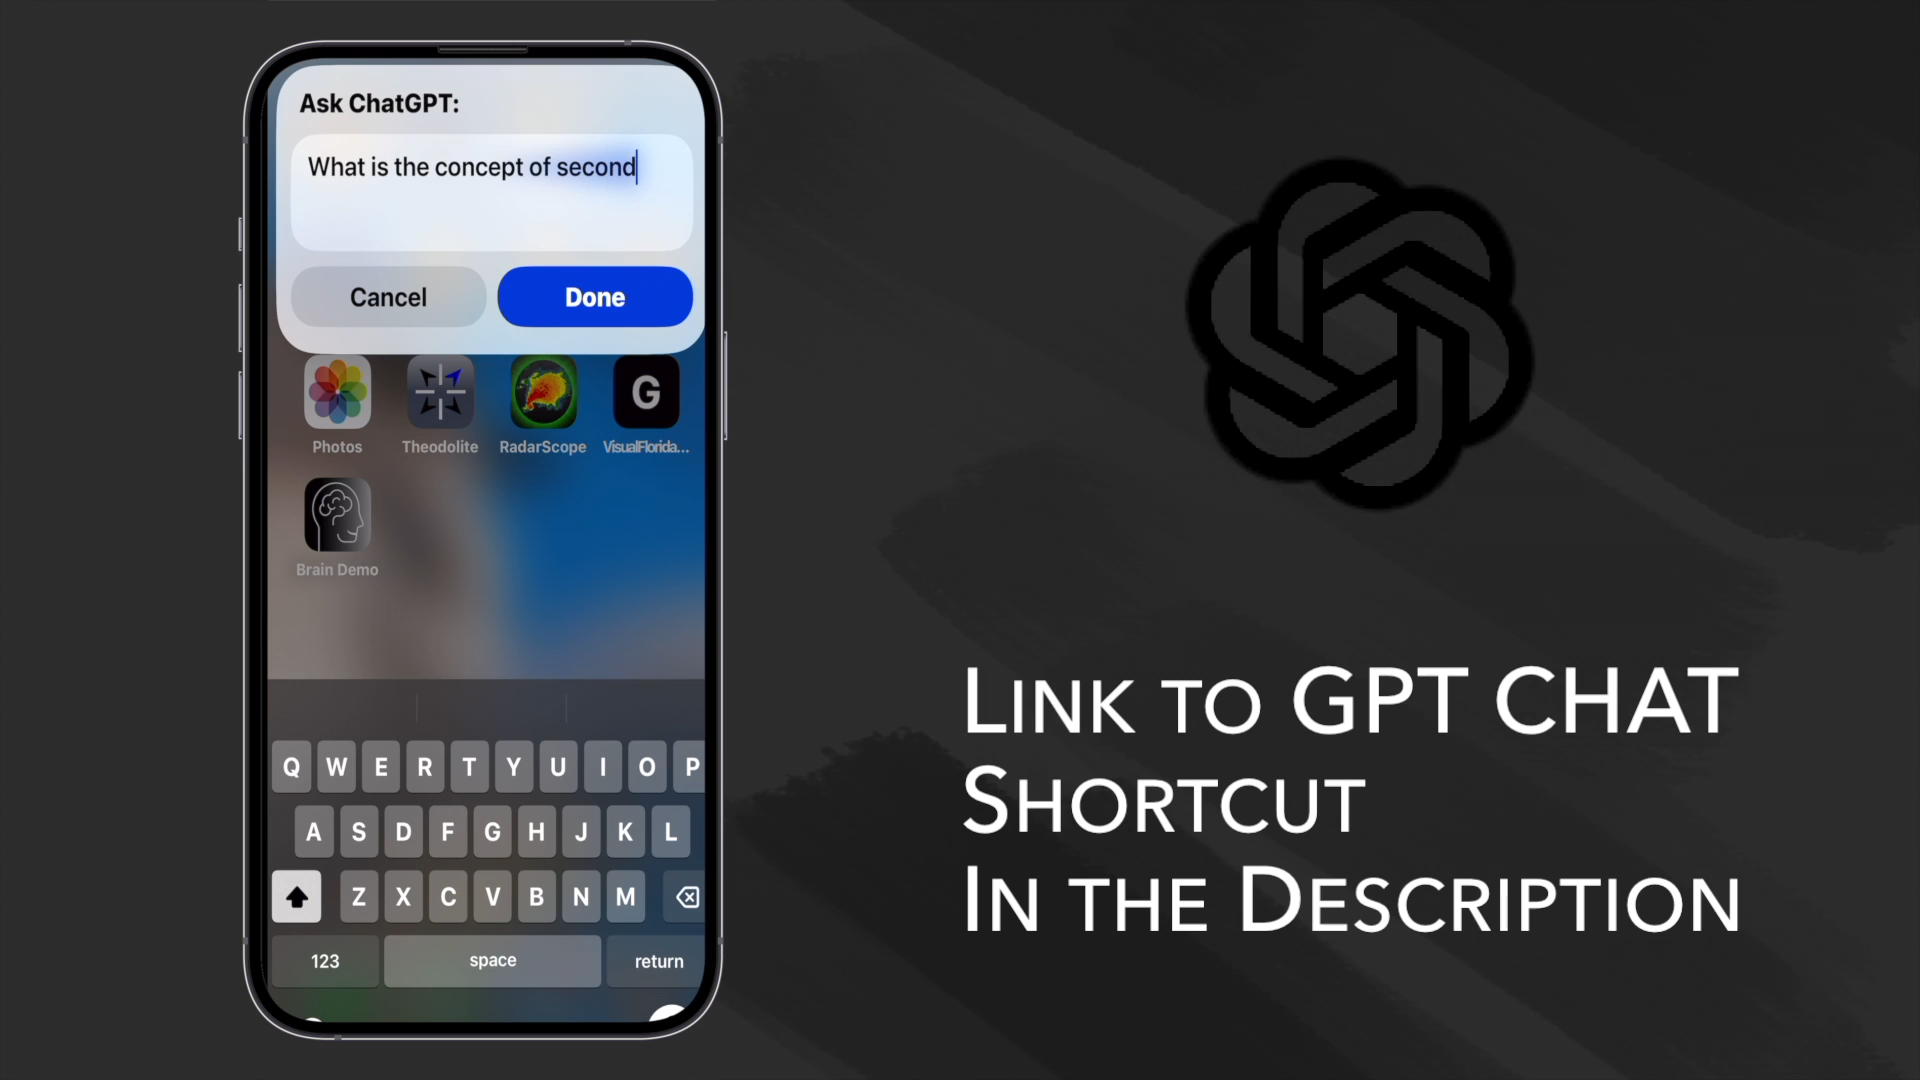 Ask ChatGPT:
What is the concept of second
Cancel
Done
G
Photos
Theodolite
RadarScope
VisualFlorida...
Brain Demo
Q W E R T Y U I O P
A S D F G H J K L
Z X C V B N M
123
space
return
LINK TO GPT CHAT
SHORTCUT
IN THE DESCRIPTION